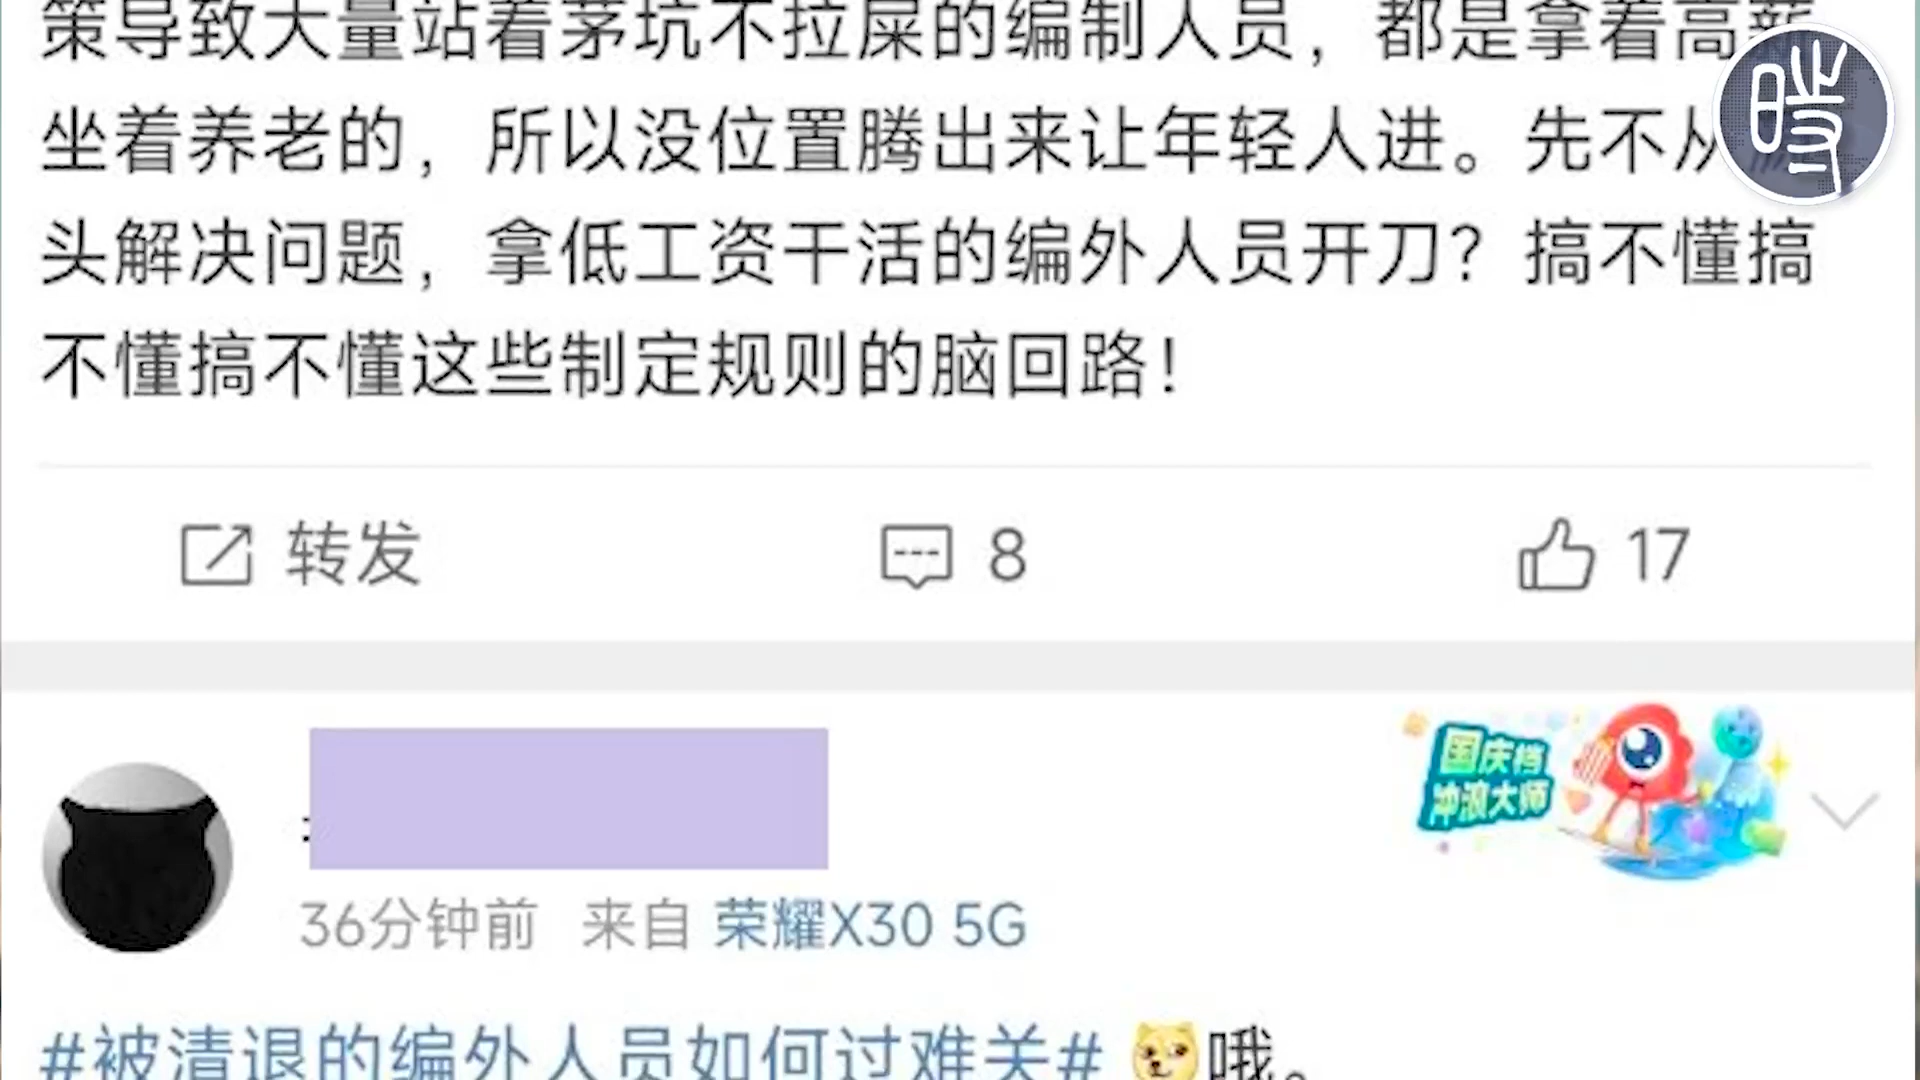 策导致大量站着茅坑不拉屎的编制人员，都是拿着高薪
坐着养老的，所以没位置腾出来让年轻人进。先不从
头解决问题，拿低工资干活的编外人员开刀？搞不懂搞
不懂搞不懂这些制定规则的脑回路！
转发 8 17
国庆档
冲浪大师
36分钟前 来自 荣耀X30 5G
#被清退的编外人员如何过难关# 哦。